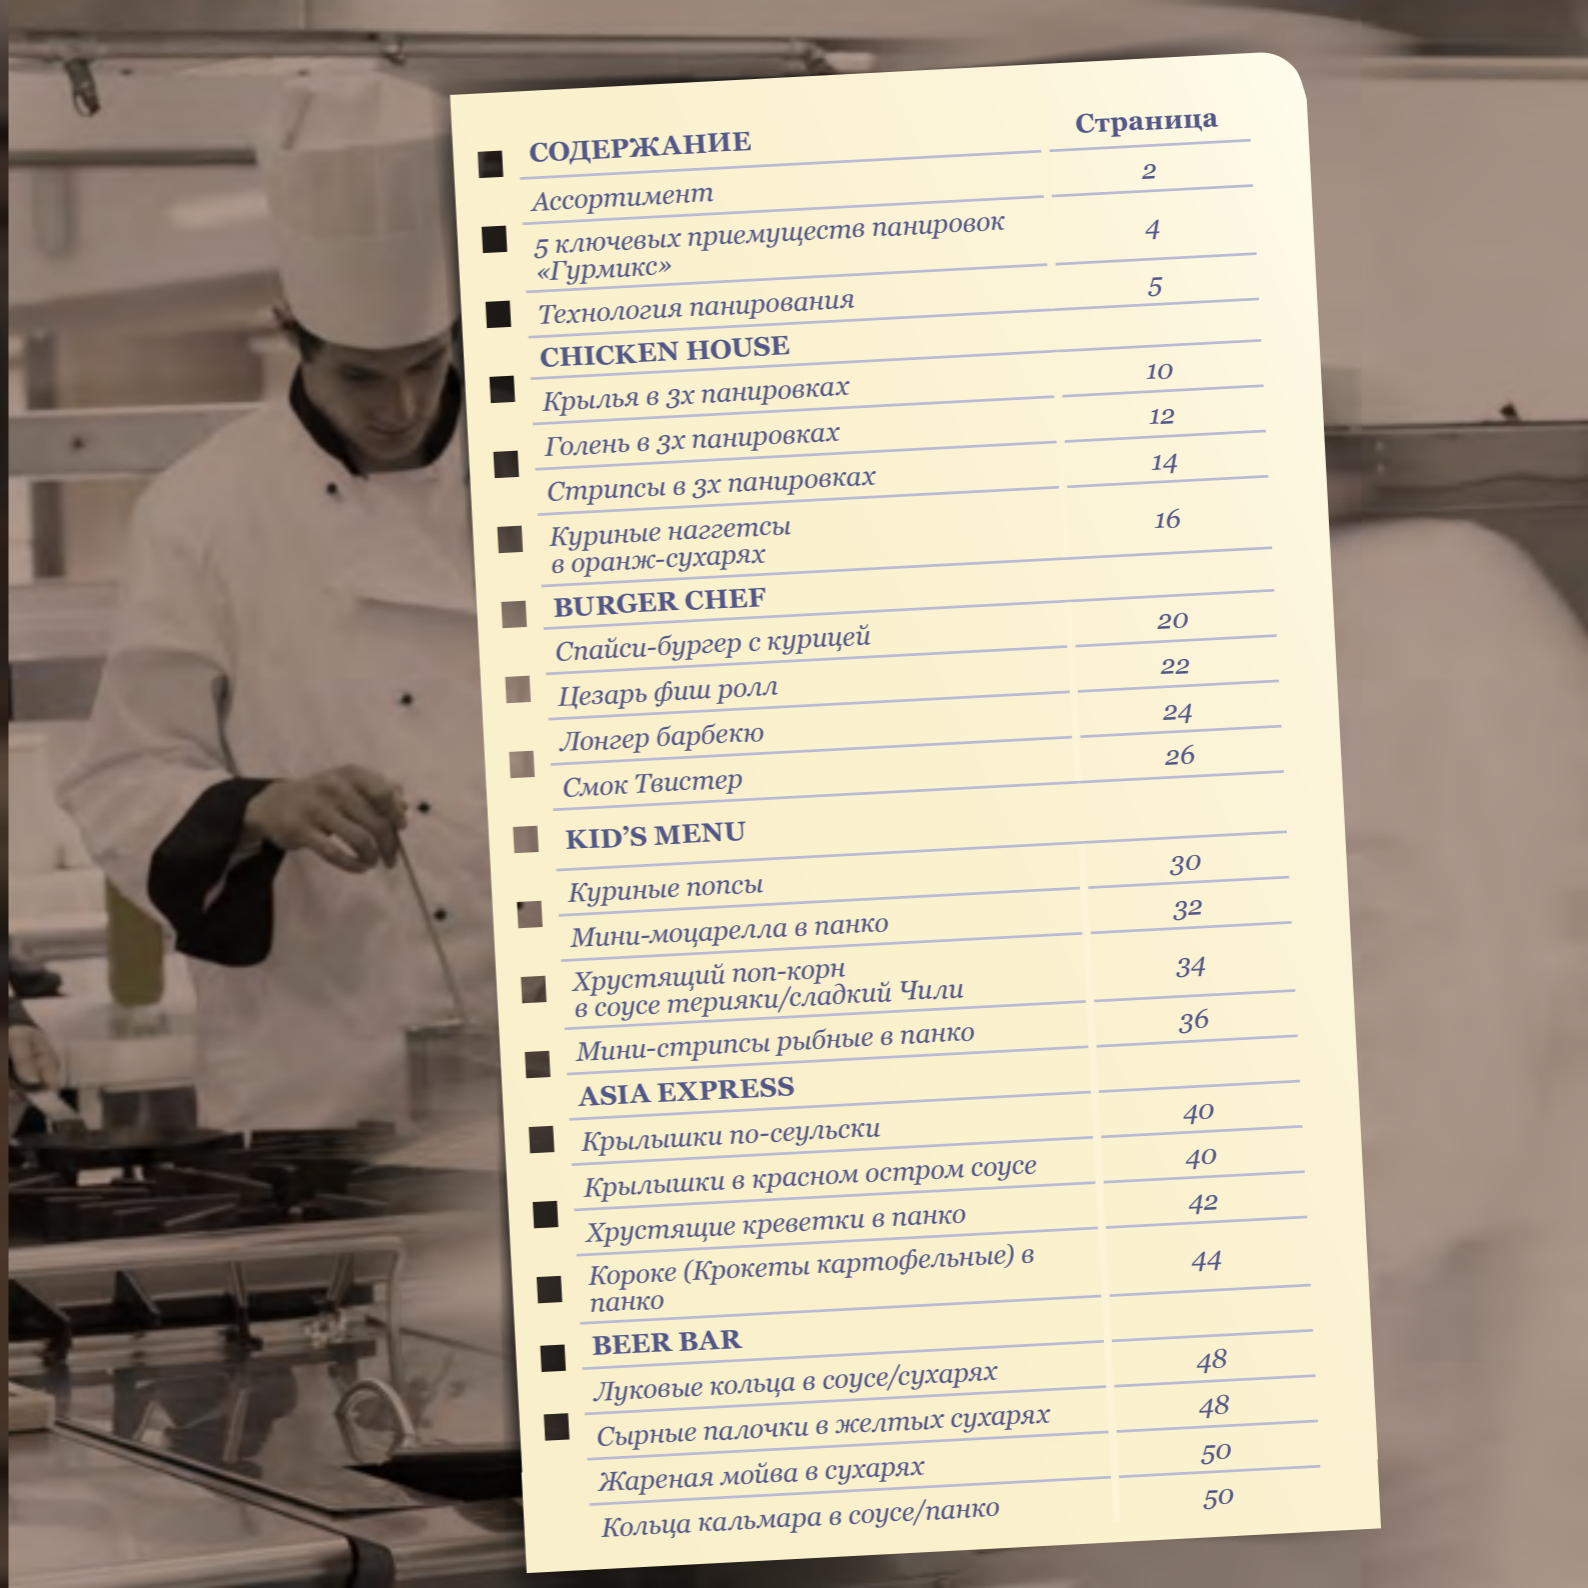 СОДЕРЖАНИЕ Страница
Ассортимент 2
5 ключевых приемуществ панировок
«Гурмикс» 4
Технология панирования 5
CHICKEN HOUSE
Крылья в 3х панировках 10
Голень в 3х панировках 12
Стрипсы в 3х панировках 14
Куриные наггетсы
в оранж-сухарях 16
BURGER CHEF
Спайси-бургер с курицей 20
Цезарь фиш ролл 22
Лонгер барбекю 24
Смок Твистер 26
KID’S MENU
Куриные попсы 30
Мини-моцарелла в панко 32
Хрустящий поп-корн
в соусе терияки/сладкий Чили 34
Мини-стрипсы рыбные в панко 36
ASIA EXPRESS
Крылышки по-сеульски 40
Крылышки в красном остром соусе 40
Хрустящие креветки в панко 42
Короке (Крокеты картофельные) в
панко 44
BEER BAR
Луковые кольца в соусе/сухарях 48
Сырные палочки в желтых сухарях 48
Жареная мойва в сухарях 50
Кольца кальмара в соусе/панко 50